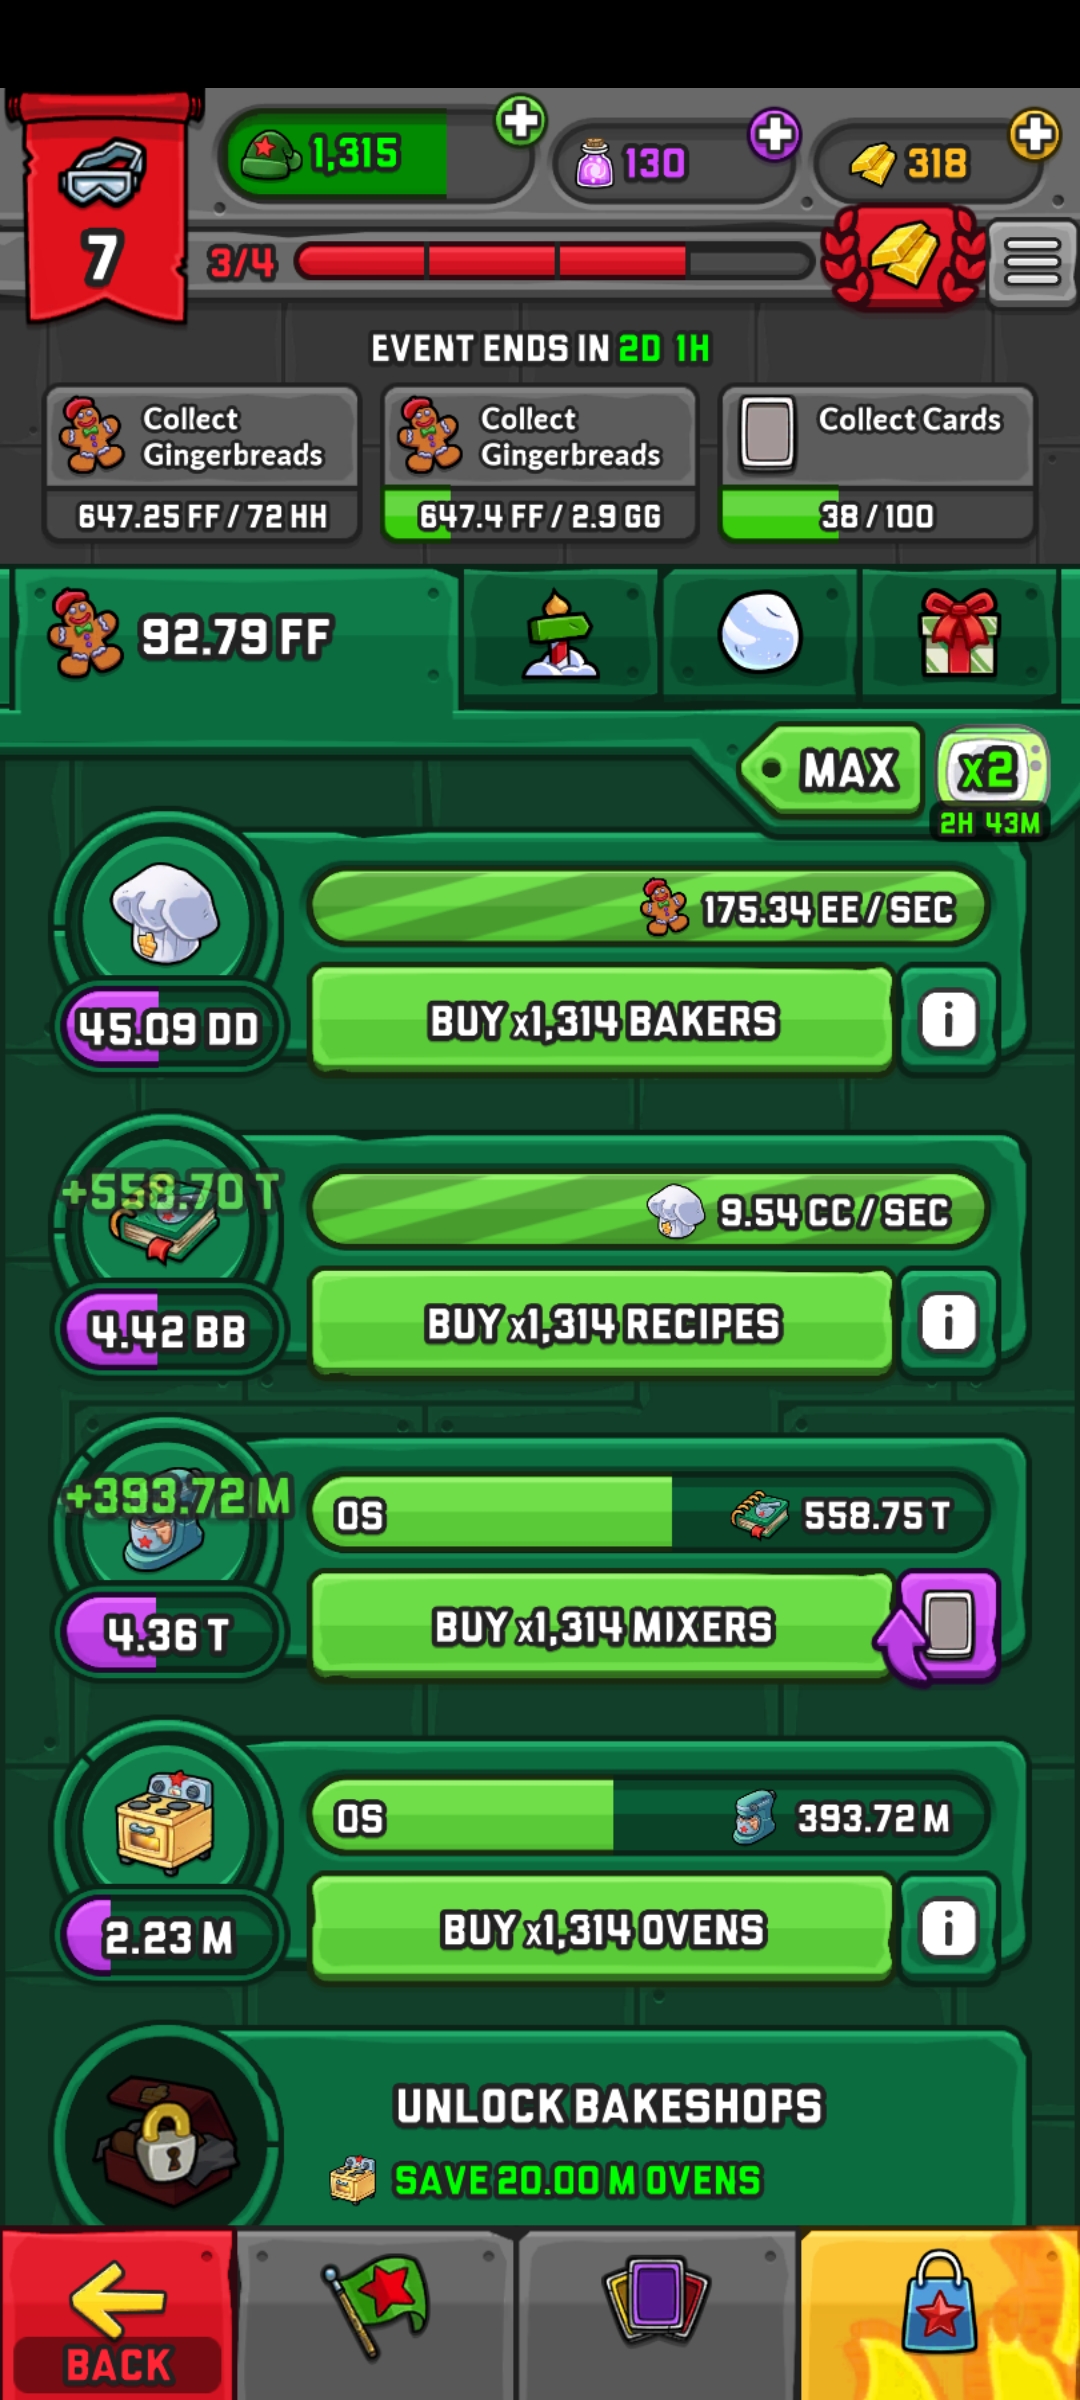 1,315
130
318
7
3/4
EVENT ENDS IN 2D 1H
Collect
Gingerbreads
647.25 FF / 72 HH
Collect
Gingerbreads
647.4 FF / 2.9 GG
Collect Cards
38 / 100
92.79 FF
MAX
x2
2H 43M
175.34 EE / SEC
45.09 DD
BUY x1,314 BAKERS
i
+558.70 T
9.54 CC / SEC
4.42 BB
BUY x1,314 RECIPES
i
+393.72 M
0S
558.75 T
4.36 T
BUY x1,314 MIXERS
0S
393.72 M
2.23 M
BUY x1,314 OVENS
i
UNLOCK BAKESHOPS
SAVE 20.00 M OVENS
BACK